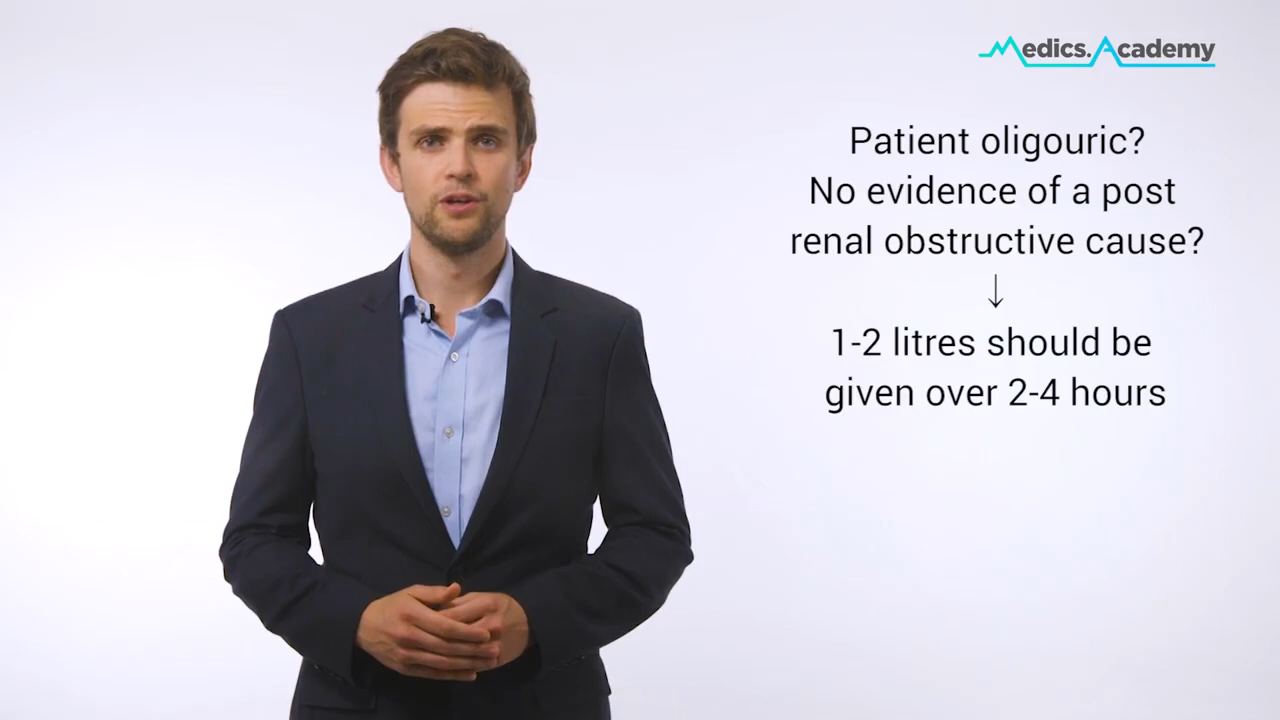 Medics.Academy
Patient oligouric?
No evidence of a post
renal obstructive cause?
↓
1-2 litres should be
given over 2-4 hours